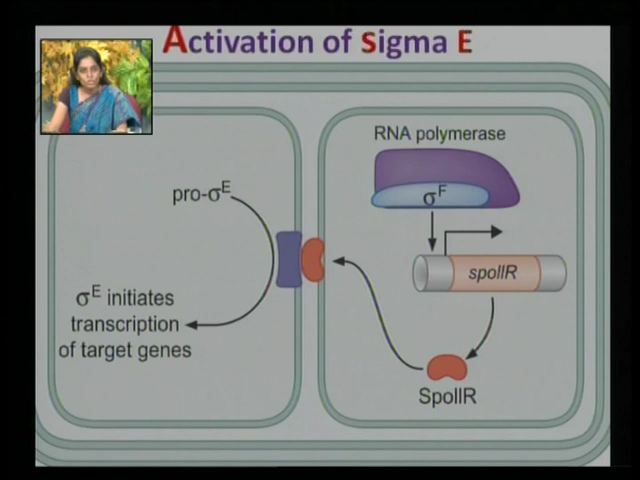 Activation of sigma E
RNA polymerase
σF
pro-σE
spoIIR
σE initiates
transcription
of target genes
SpoIIR